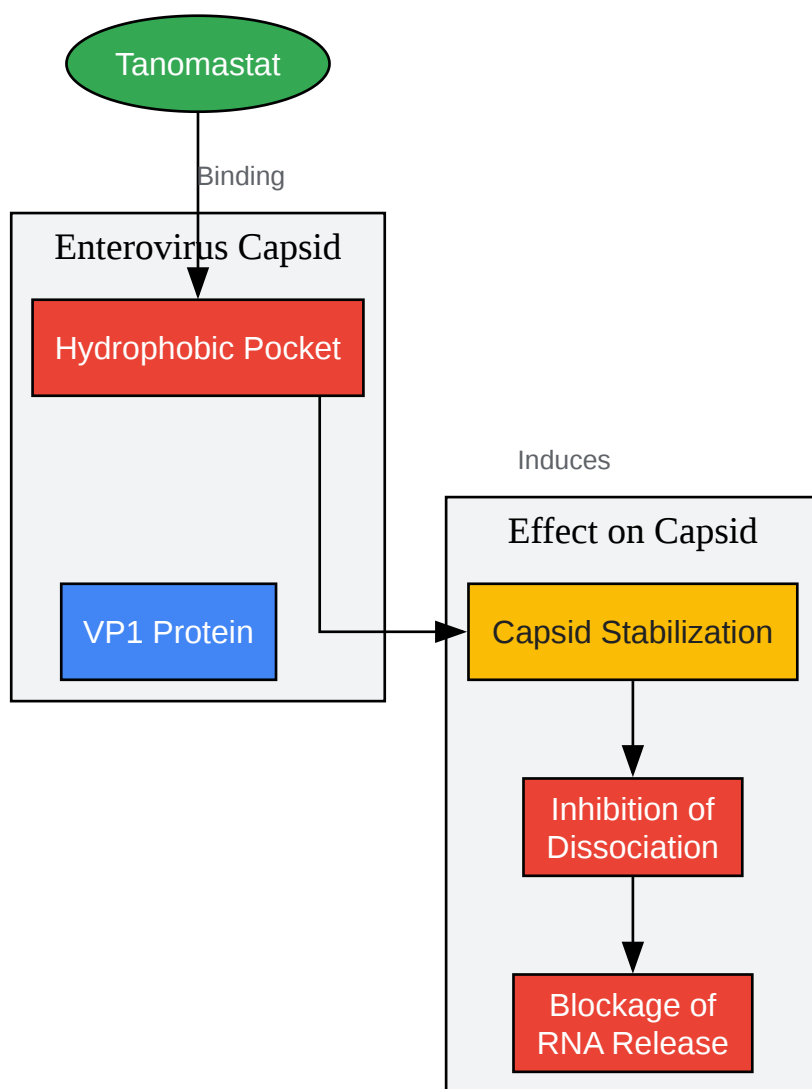 Tanomastat
Binding
Enterovirus Capsid
Hydrophobic Pocket
Induces
Effect on Capsid
VP1 Protein
Capsid Stabilization
Inhibition of
Dissociation
Blockage of
RNA Release